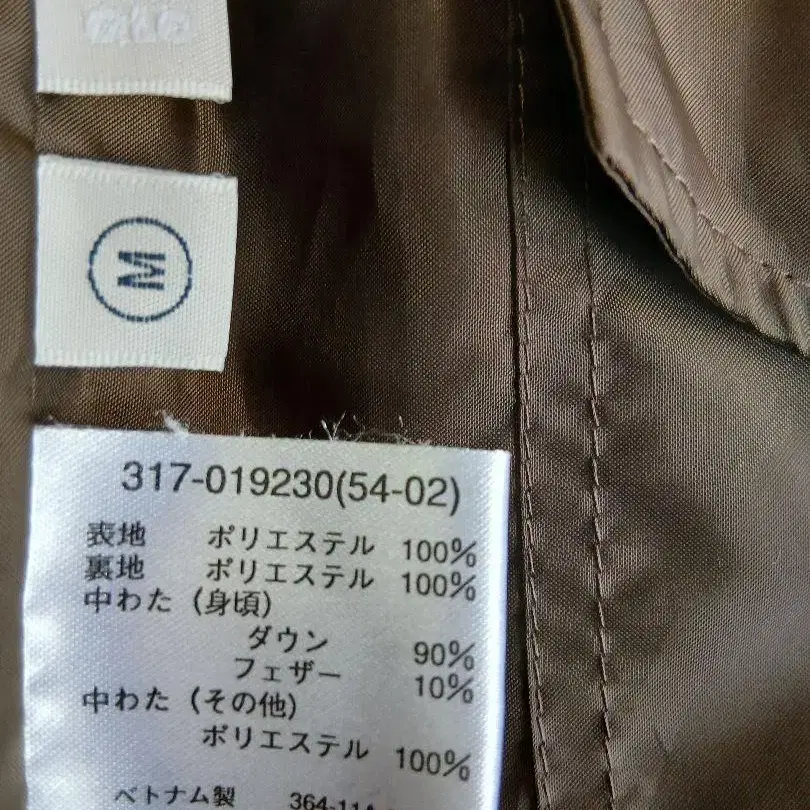 M
317-019230(54-02)
表地 ポリエステル 100%
裏地 ポリエステル 100%
中わた (身頃)
ダウン 90%
フェザー 10%
中わた (その他)
ポリエステル 100%
ベトナム製 364-11A